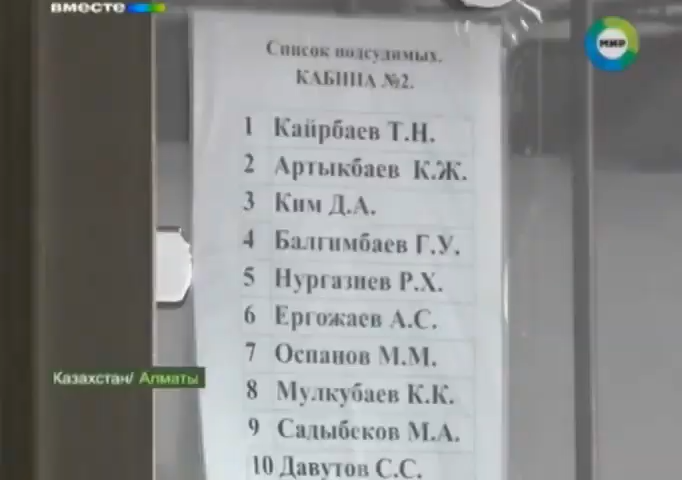 вместе
МИР
Список подсудимых.
КАБИНА №2.
1 Кайрбаев Т.Н.
2 Артыкбаев К.Ж.
3 Ким Д.А.
4 Балгимбаев Г.У.
5 Нургазиев Р.Х.
6 Ергожаев А.С.
7 Оспанов М.М.
8 Мулкубаев К.К.
9 Садыбеков М.А.
10 Давутов С.С.
Казахстан/ Алматы